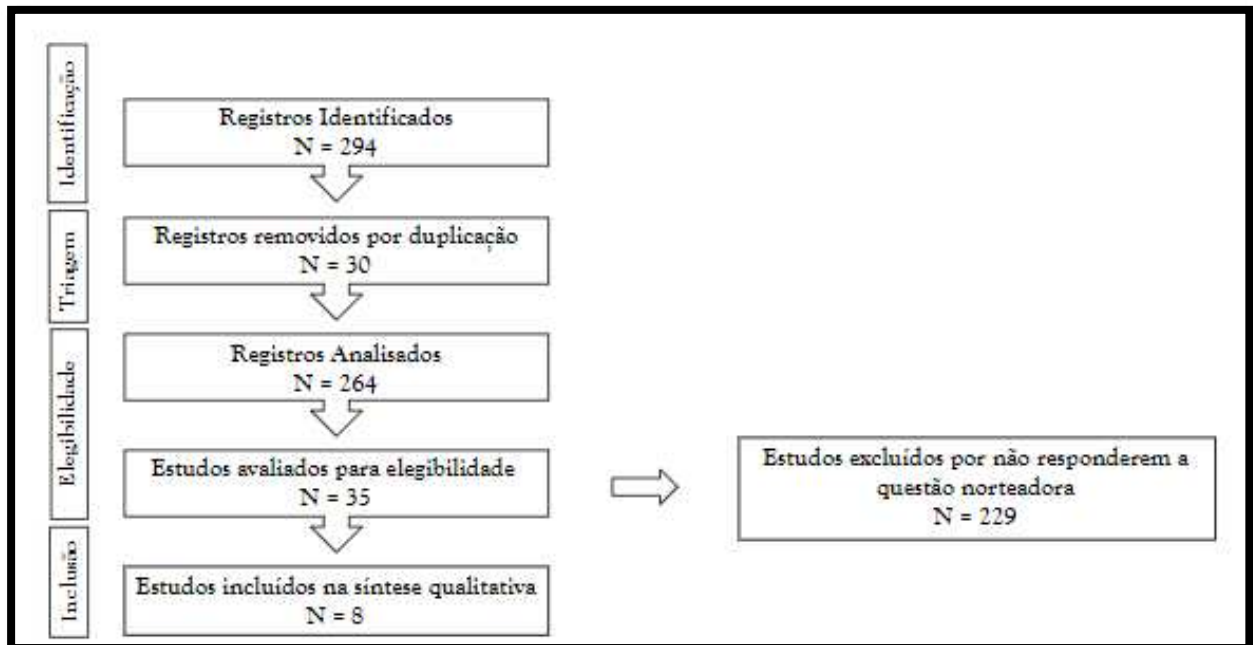 Identificação
Registros Identificados
N = 294
Triagem
Registros removidos por duplicação
N = 30
Elegibilidade
Registros Analisados
N = 264
Estudos avaliados para elegibilidade
N = 35
Estudos excluídos por não responderem a
questão norteadora
N = 229
Inclusão
Estudos incluídos na síntese qualitativa
N = 8